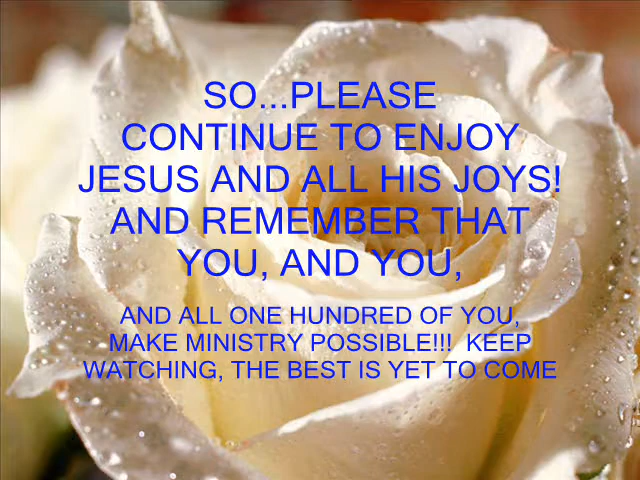 SO...PLEASE
CONTINUE TO ENJOY
JESUS AND ALL HIS JOYS!
AND REMEMBER THAT
YOU, AND YOU,
AND ALL ONE HUNDRED OF YOU,
MAKE MINISTRY POSSIBLE!!!  KEEP
WATCHING, THE BEST IS YET TO COME